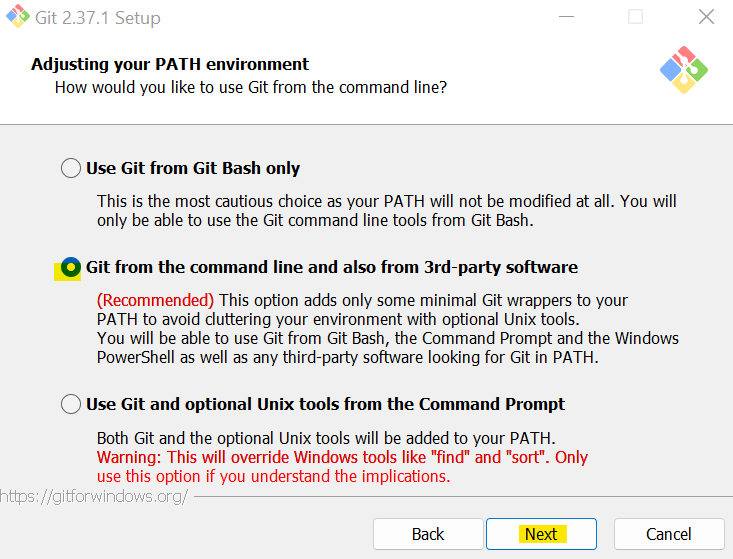 Git 2.37.1 Setup
Adjusting your PATH environment
How would you like to use Git from the command line?
Use Git from Git Bash only
This is the most cautious choice as your PATH will not be modified at all. You will
only be able to use the Git command line tools from Git Bash.
Git from the command line and also from 3rd-party software
(Recommended) This option adds only some minimal Git wrappers to your
PATH to avoid cluttering your environment with optional Unix tools.
You will be able to use Git from Git Bash, the Command Prompt and the Windows
PowerShell as well as any third-party software looking for Git in PATH.
Use Git and optional Unix tools from the Command Prompt
Both Git and the optional Unix tools will be added to your PATH.
Warning: This will override Windows tools like "find" and "sort". Only
use this option if you understand the implications.
https://gitforwindows.org/
Back
Next
Cancel